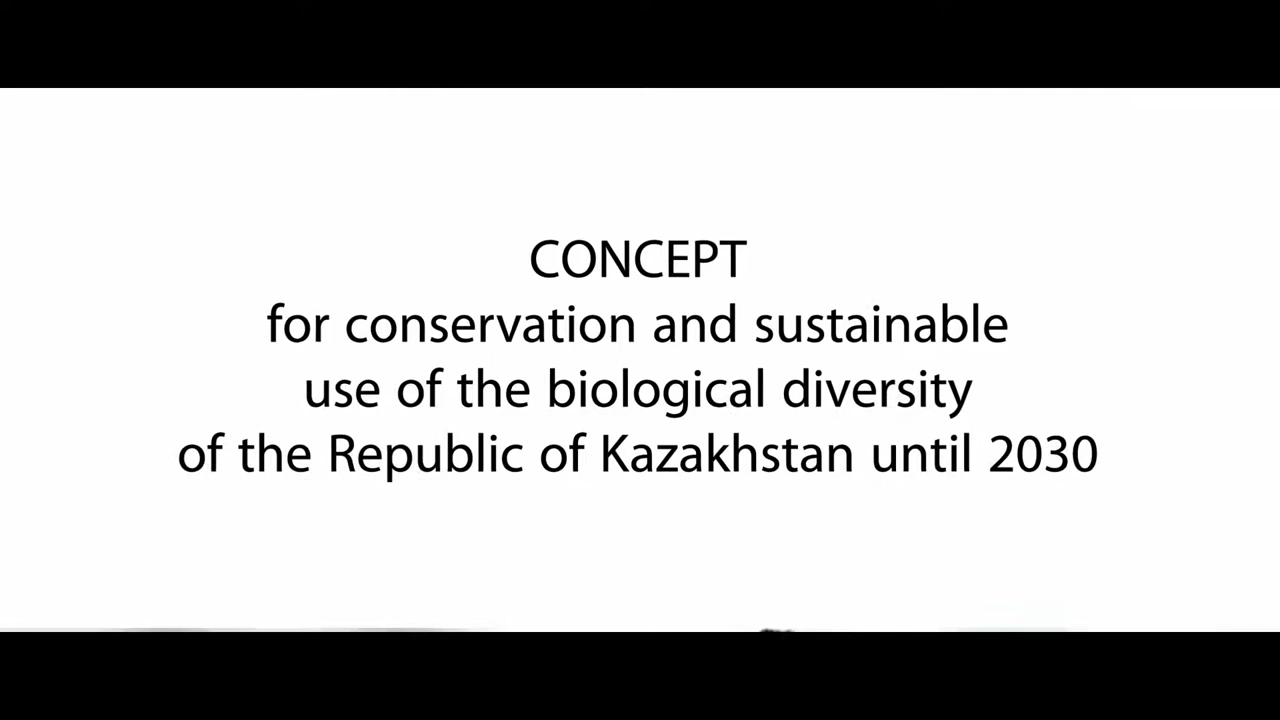 CONCEPT
for conservation and sustainable
use of the biological diversity
of the Republic of Kazakhstan until 2030